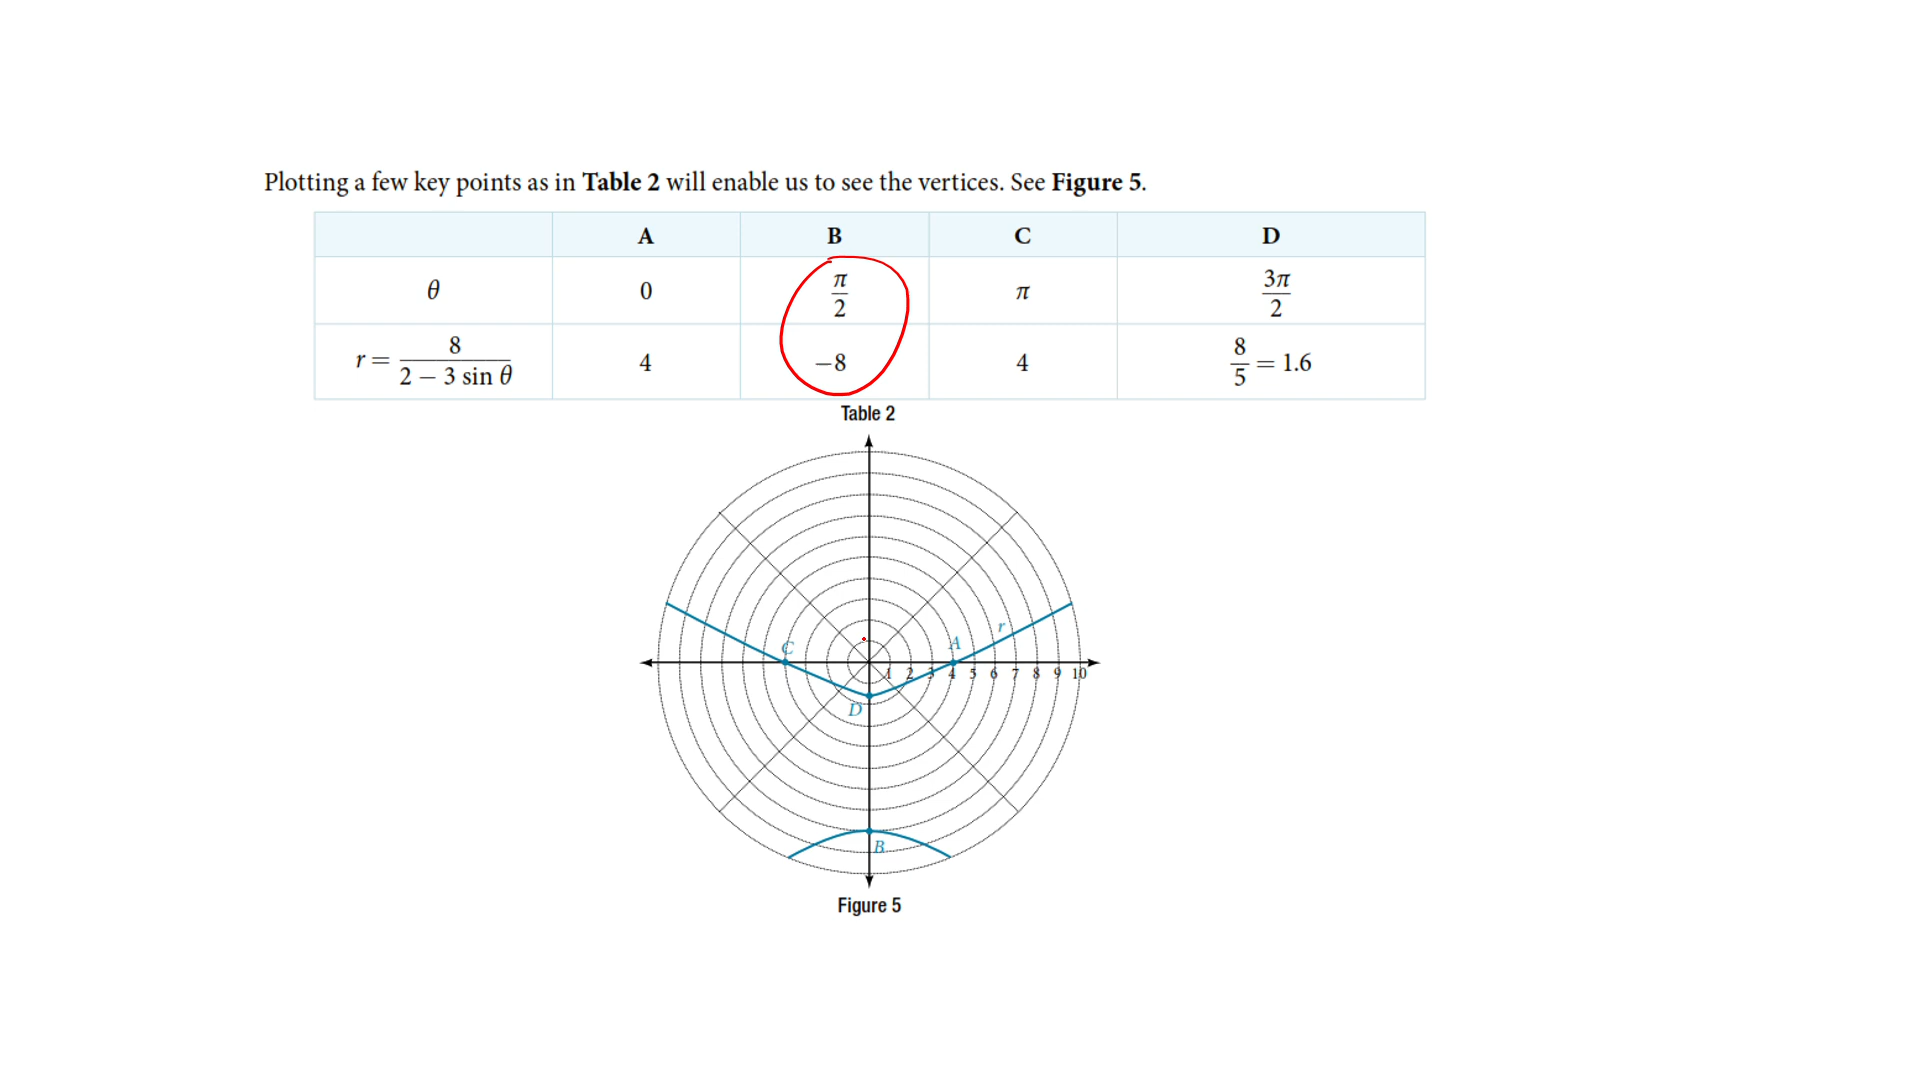 Plotting a few key points as in Table 2 will enable us to see the vertices. See Figure 5.
A B C D
θ 0 π/2 π 3π/2
r = 8/(2 − 3 sin θ) 4 −8 4 8/5 = 1.6
Table 2
r
C A
1 2 3 4 5 6 7 8 9 10
D
B
Figure 5